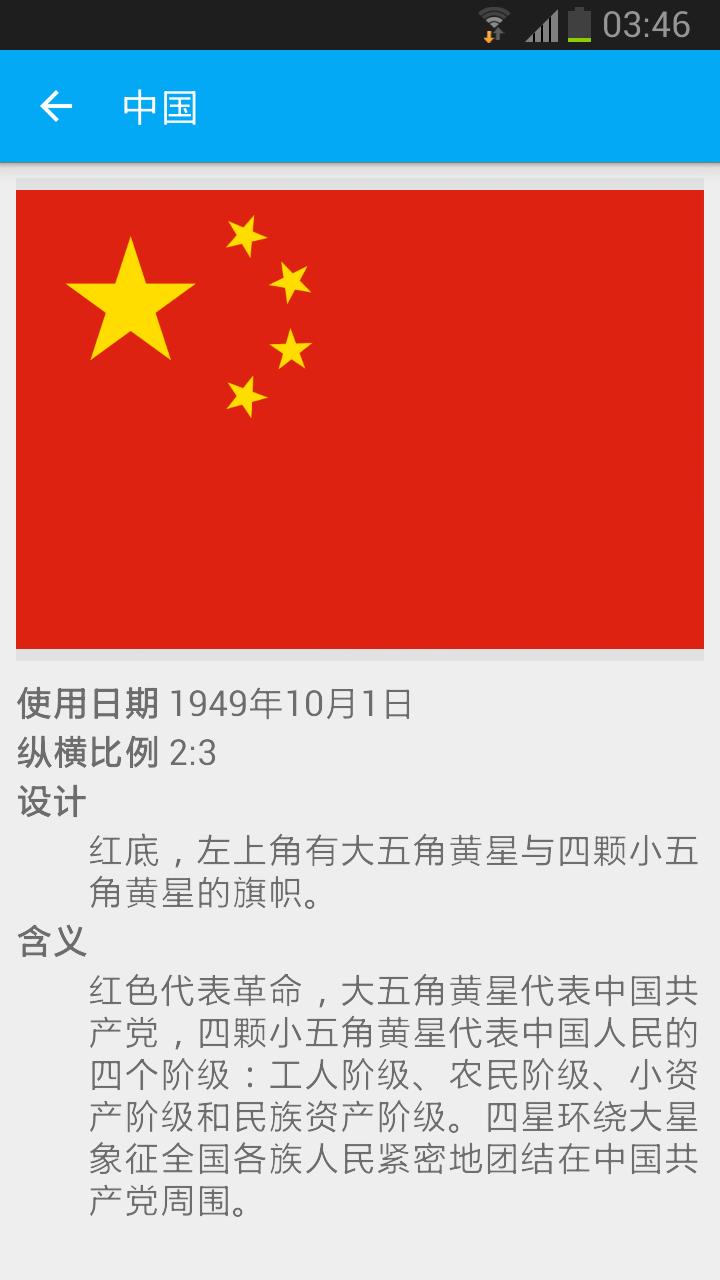 03:46
中国
使用日期 1949年10月1日
纵横比例 2:3
设计
红底，左上角有大五角黄星与四颗小五
角黄星的旗帜。
含义
红色代表革命，大五角黄星代表中国共
产党，四颗小五角黄星代表中国人民的
四个阶级：工人阶级、农民阶级、小资
产阶级和民族资产阶级。四星环绕大星
象征全国各族人民紧密地团结在中国共
产党周围。